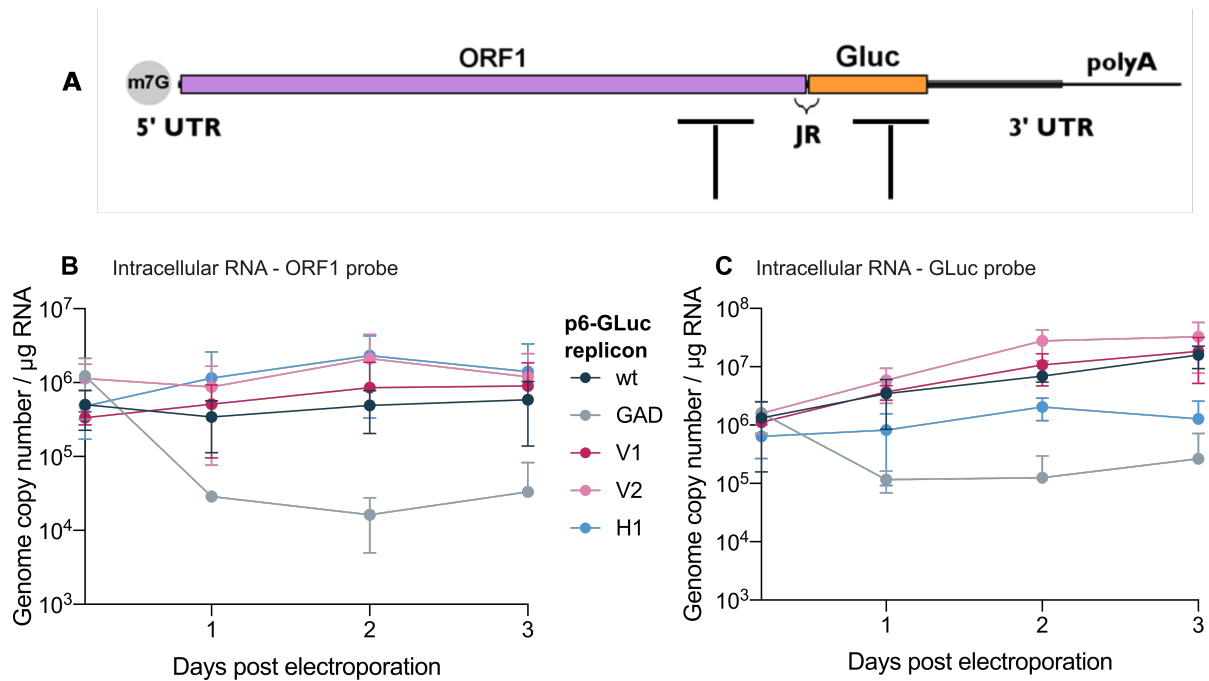 A
m7G
ORF1
Gluc
polyA
5' UTR
JR
3' UTR
B
Intracellular RNA - ORF1 probe
Genome copy number / µg RNA
10⁷
10⁶
10⁵
10⁴
10³
1
2
3
Days post electroporation
p6-GLuc
replicon
wt
GAD
V1
V2
H1
C
Intracellular RNA - GLuc probe
Genome copy number / µg RNA
10⁸
10⁷
10⁶
10⁵
10⁴
10³
1
2
3
Days post electroporation